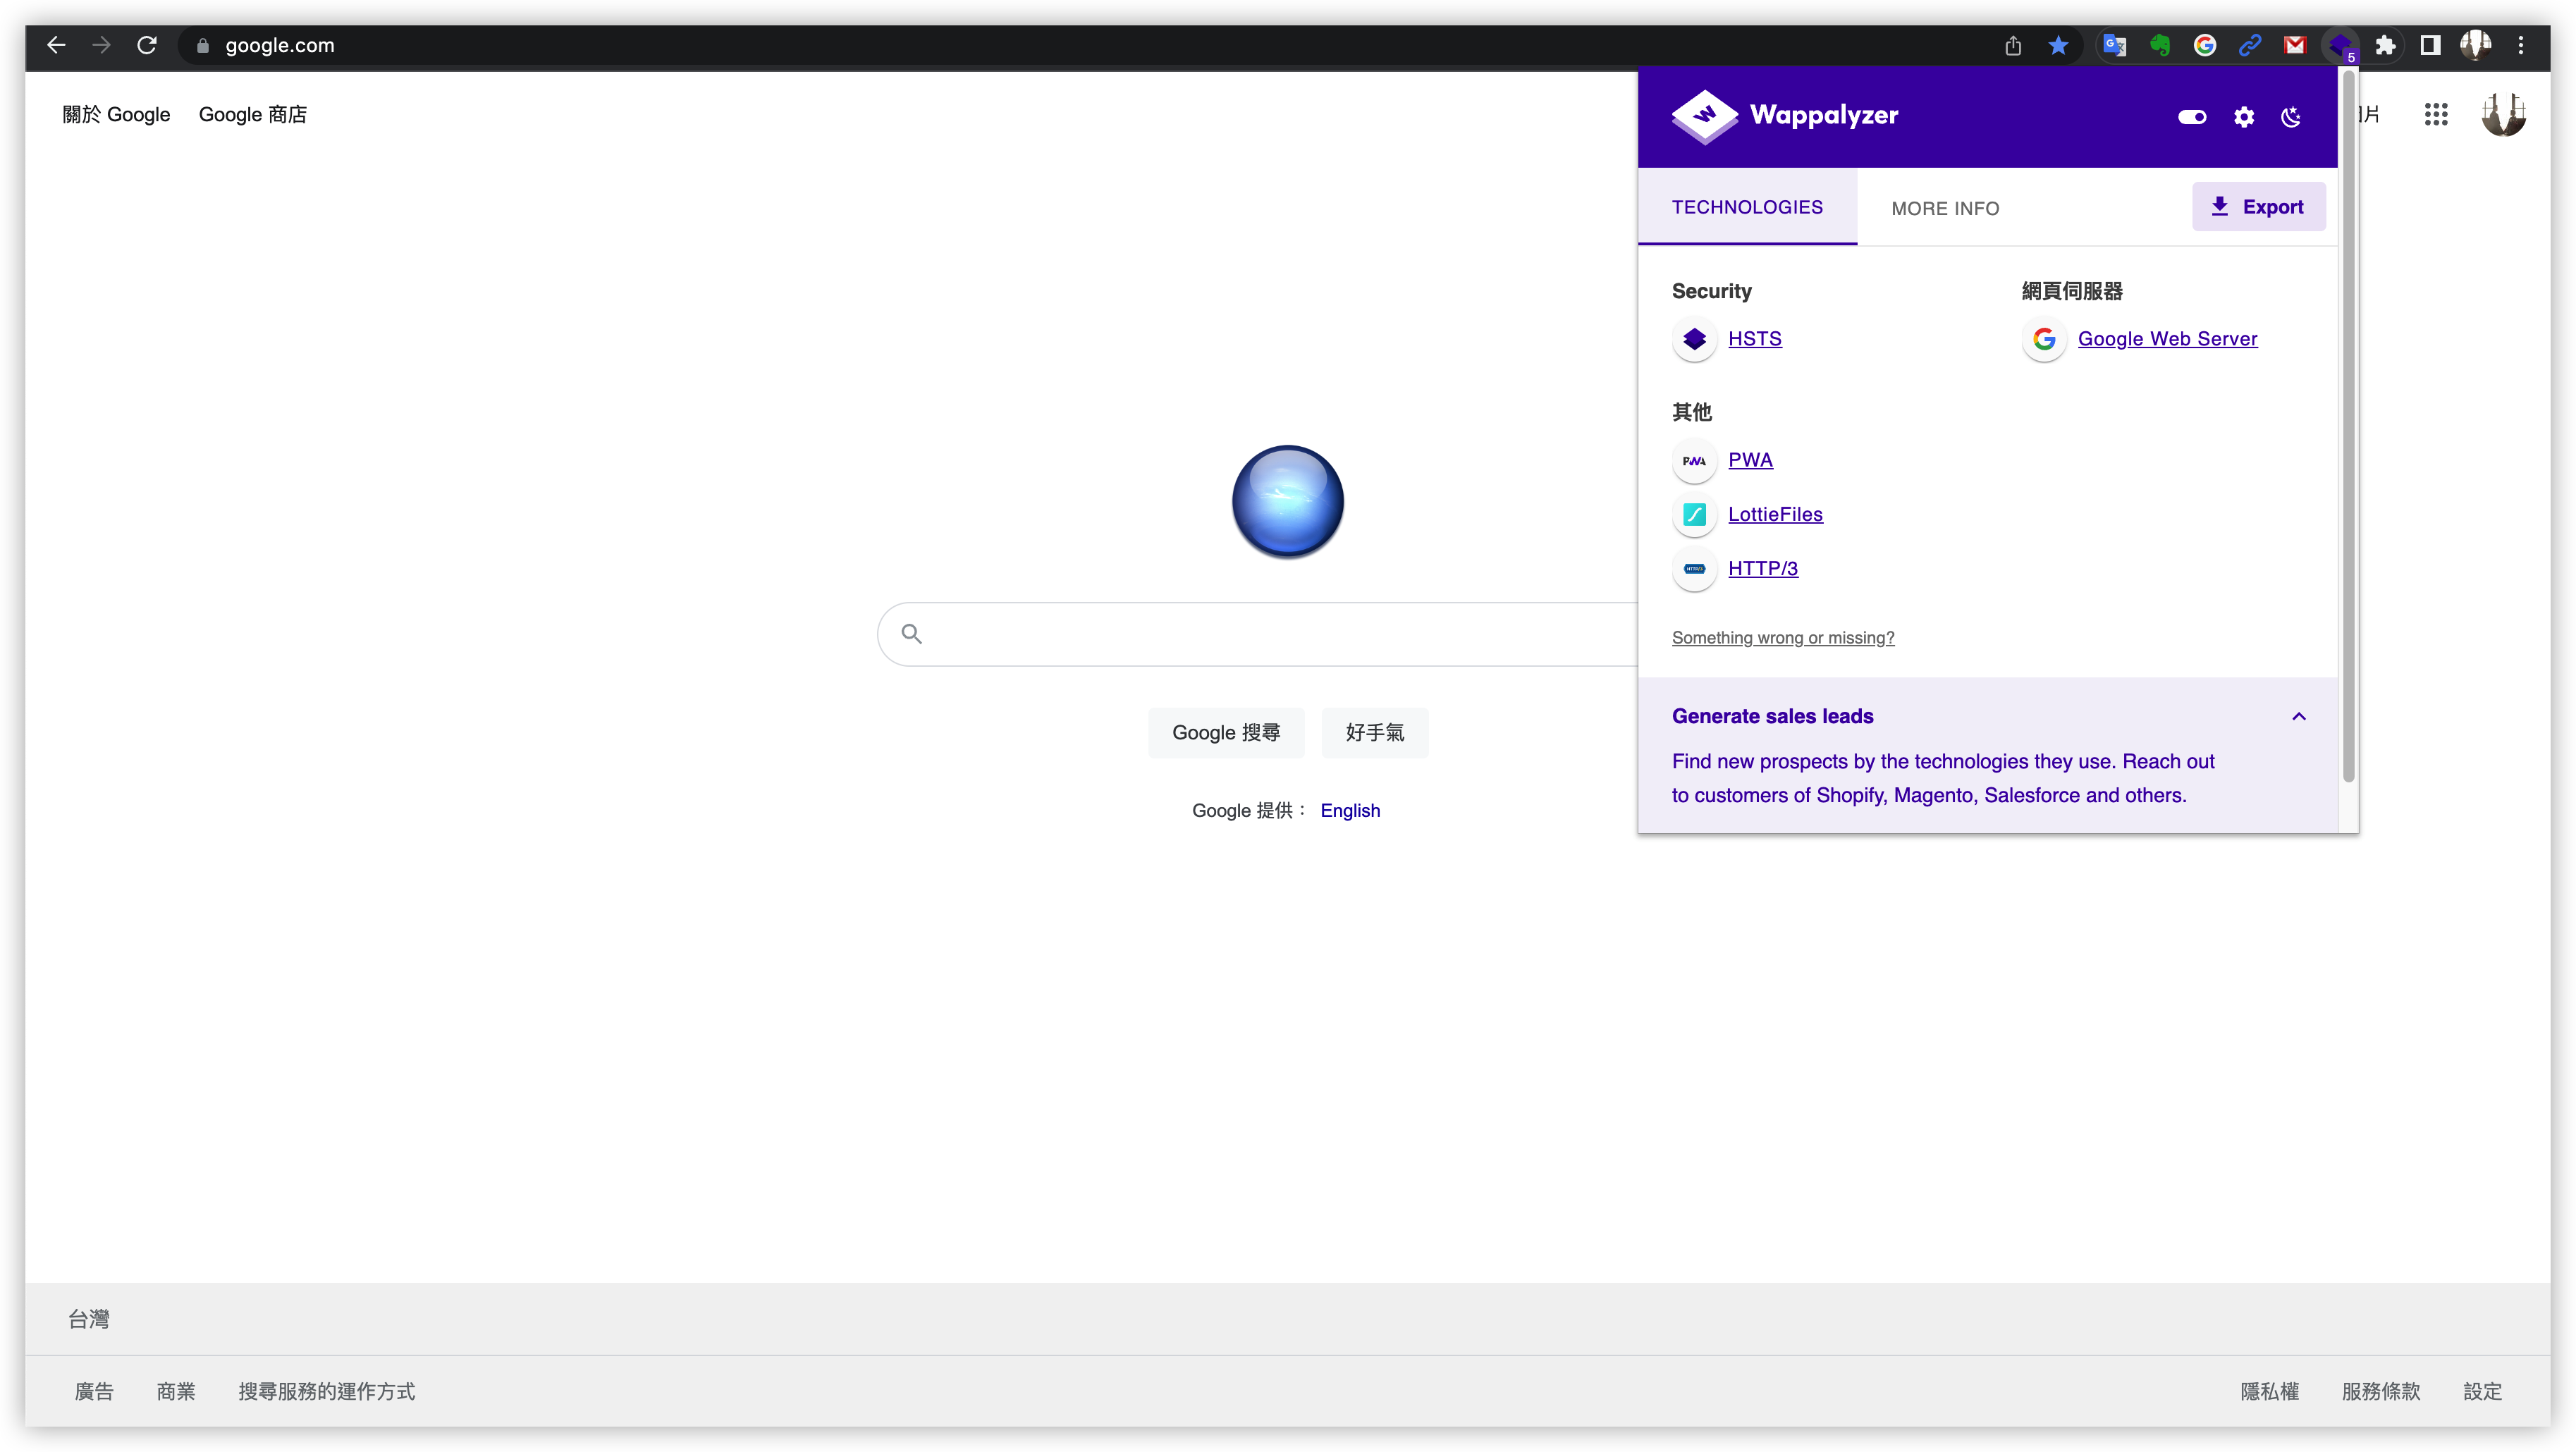 google.com
5
關於 Google
Google 商店
片
Wappalyzer
TECHNOLOGIES
MORE INFO
Export
Security
HSTS
網頁伺服器
Google Web Server
其他
PWA
PWA
LottieFiles
HTTP/3
HTTP/3
Something wrong or missing?
Generate sales leads
Find new prospects by the technologies they use. Reach out
to customers of Shopify, Magento, Salesforce and others.
Google 搜尋
好手氣
Google 提供： English
台灣
廣告
商業
搜尋服務的運作方式
隱私權
服務條款
設定